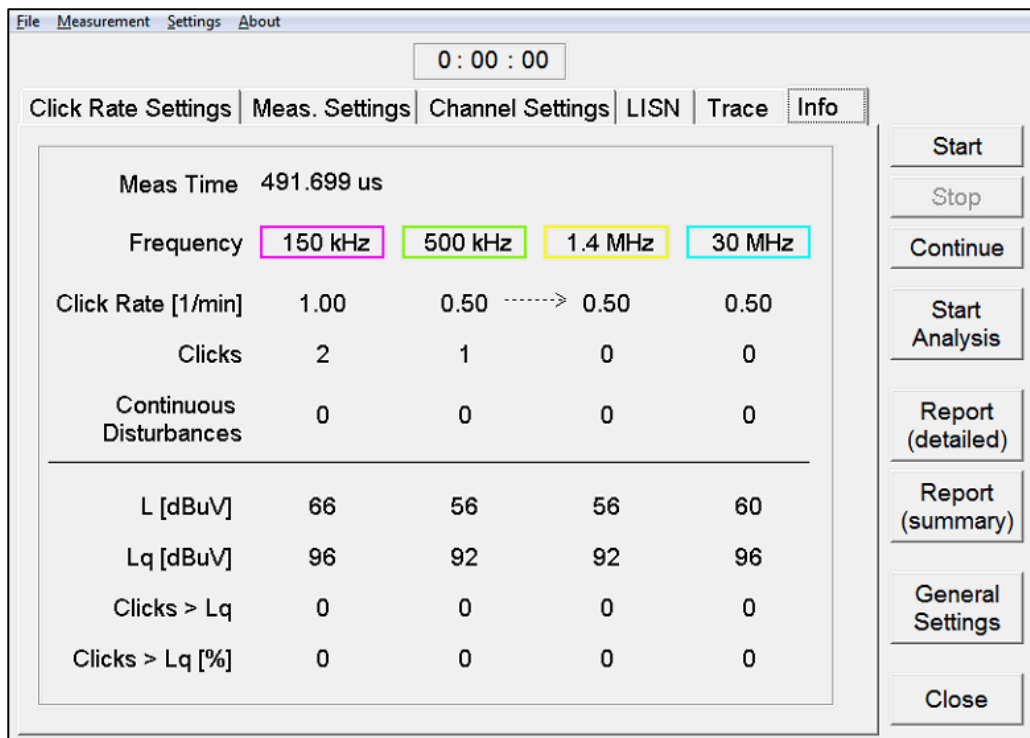 File Measurement Settings About
0 : 00 : 00
Click Rate Settings Meas. Settings Channel Settings LISN Trace Info
Meas Time 491.699 us
Frequency 150 kHz 500 kHz 1.4 MHz 30 MHz
Click Rate [1/min] 1.00 0.50 ------> 0.50 0.50
Clicks 2 1 0 0
Continuous
Disturbances 0 0 0 0
L [dBuV] 66 56 56 60
Lq [dBuV] 96 92 92 96
Clicks > Lq 0 0 0 0
Clicks > Lq [%] 0 0 0 0
Start
Stop
Continue
Start
Analysis
Report
(detailed)
Report
(summary)
General
Settings
Close